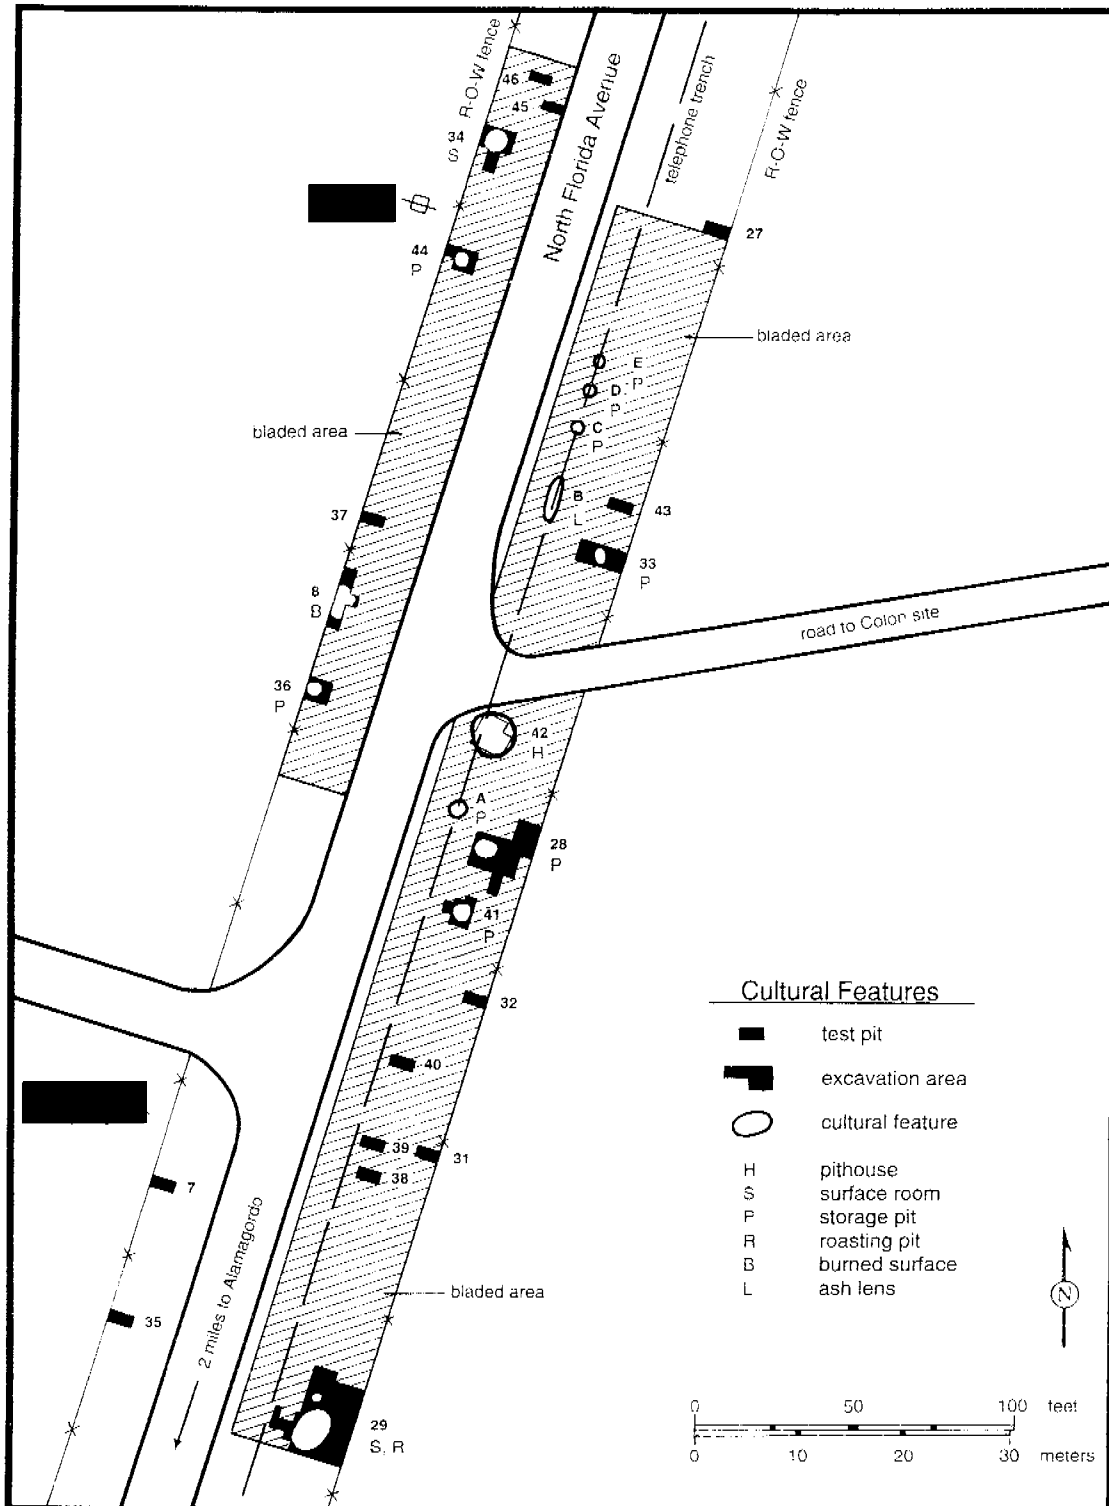 R-O-W fence
46
45
34
S
North Florida Avenue
telephone trench
R-O-W fence
27
44
P
bladed area
E
P
D
P
C
P
bladed area
B
L
37
43
33
P
8
B
road to Colon site
36
P
42
H
A
P
28
P
41
P
32
40
39
31
38
7
35
2 miles to Alamagordo
bladed area
29
S, R
Cultural Features
test pit
excavation area
cultural feature
H pithouse
S surface room
P storage pit
R roasting pit
B burned surface
L ash lens
N
0 50 100 feet
0 10 20 30 meters